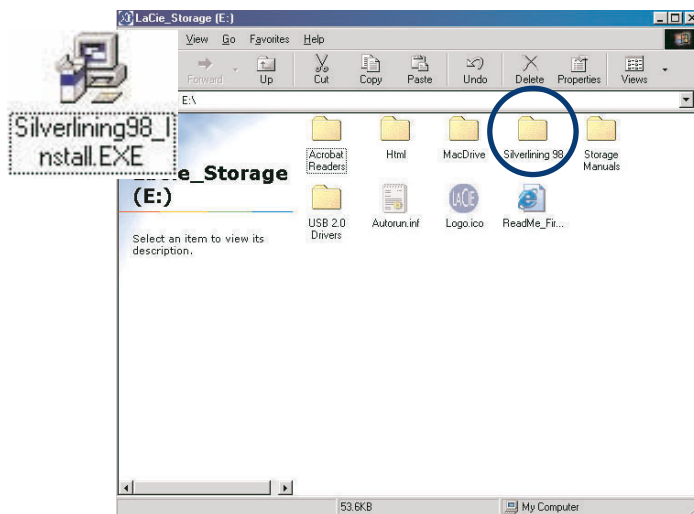 LaCie_Storage (E:)
View Go Favorites Help
Forward Up Cut Copy Paste Undo Delete Properties Views
E:\
Silverlining98_I
nstall.EXE
_Storage
(E:)
Select an item to view its
description.
Acrobat
Readers
Html
MacDrive
Silverlining 98
Storage
Manuals
USB 2.0
Drivers
Autorun.inf
LACIE
Logo.ico
ReadMe_Fir...
53.6KB
My Computer